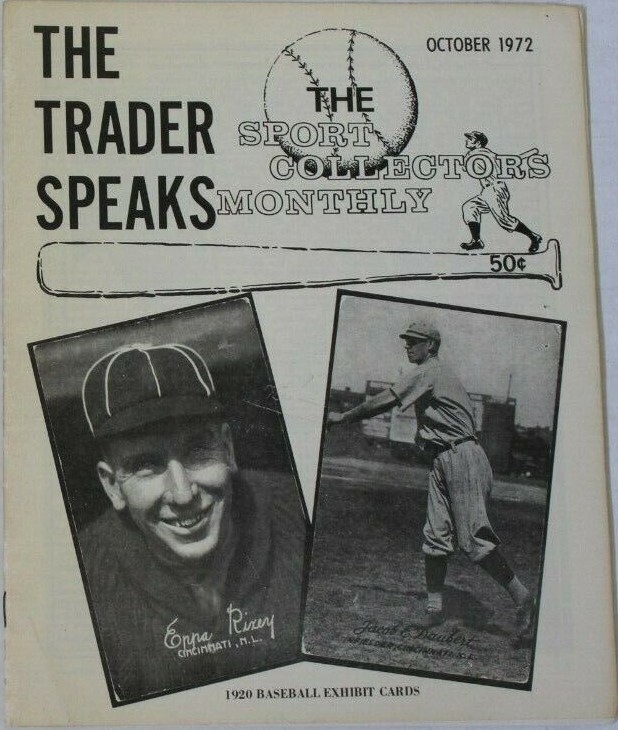 THE
TRADER
SPEAKS
OCTOBER 1972
THE
SPORT
COLLECTORS
MONTHLY
50¢
Eppa Rixey
CINCINNATI, N.L.
Jacob E Daubert
CINCINNATI, N.L.
1920 BASEBALL EXHIBIT CARDS